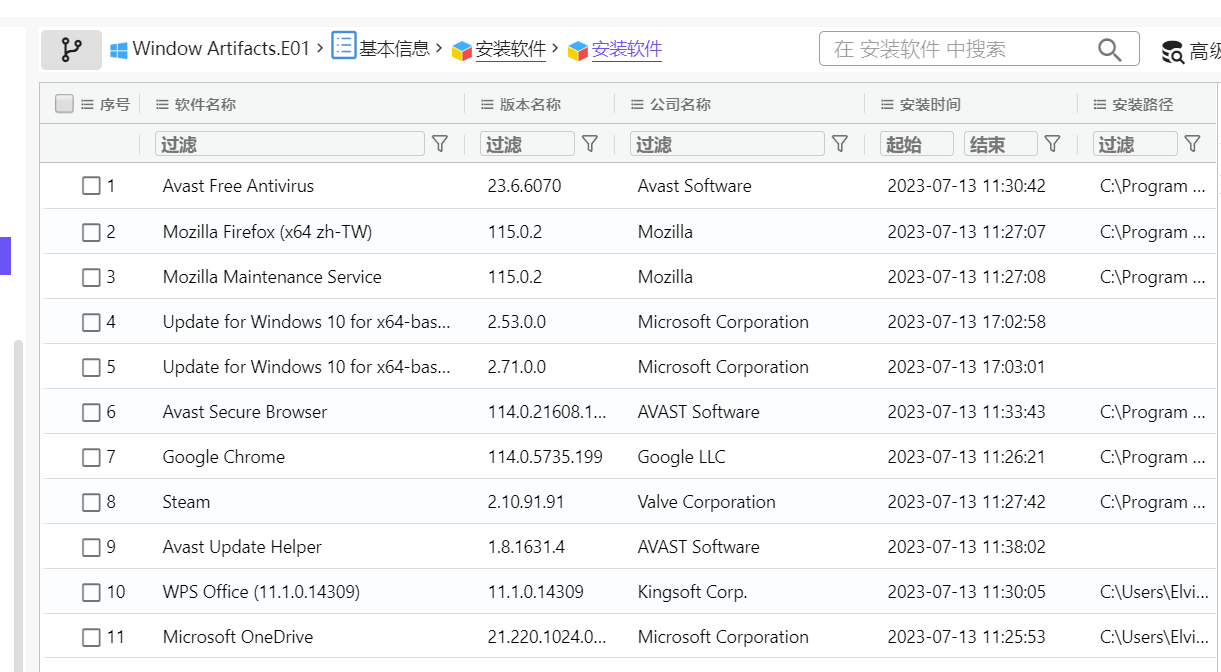 Window Artifacts.E01 > 基本信息 > 安装软件 > 安装软件 在 安装软件 中搜索 高级
序号 软件名称 版本名称 公司名称 安装时间 安装路径
过滤 过滤 过滤 起始 结束 过滤
1 Avast Free Antivirus 23.6.6070 Avast Software 2023-07-13 11:30:42 C:\Program ...
2 Mozilla Firefox (x64 zh-TW) 115.0.2 Mozilla 2023-07-13 11:27:07 C:\Program ...
3 Mozilla Maintenance Service 115.0.2 Mozilla 2023-07-13 11:27:08 C:\Program ...
4 Update for Windows 10 for x64-bas... 2.53.0.0 Microsoft Corporation 2023-07-13 17:02:58
5 Update for Windows 10 for x64-bas... 2.71.0.0 Microsoft Corporation 2023-07-13 17:03:01
6 Avast Secure Browser 114.0.21608.1... AVAST Software 2023-07-13 11:33:43 C:\Program ...
7 Google Chrome 114.0.5735.199 Google LLC 2023-07-13 11:26:21 C:\Program ...
8 Steam 2.10.91.91 Valve Corporation 2023-07-13 11:27:42 C:\Program ...
9 Avast Update Helper 1.8.1631.4 AVAST Software 2023-07-13 11:38:02
10 WPS Office (11.1.0.14309) 11.1.0.14309 Kingsoft Corp. 2023-07-13 11:30:05 C:\Users\Elvi...
11 Microsoft OneDrive 21.220.1024.0... Microsoft Corporation 2023-07-13 11:25:53 C:\Users\Elvi...